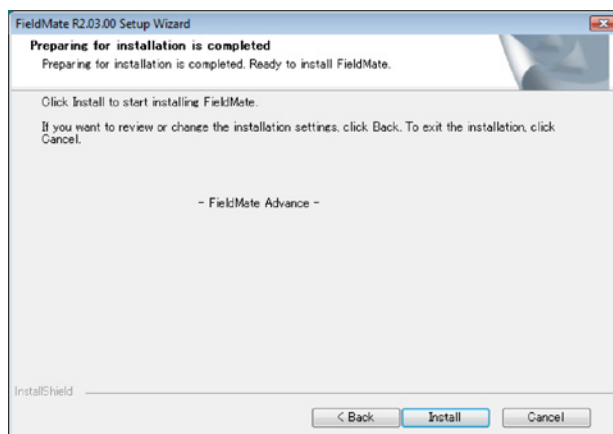 FieldMate R2.03.00 Setup Wizard
Preparing for installation is completed
Preparing for installation is completed. Ready to install FieldMate.
Click Install to start installing FieldMate.
If you want to review or change the installation settings, click Back. To exit the installation, click
Cancel.
- FieldMate Advance -
InstallShield
< Back Install Cancel